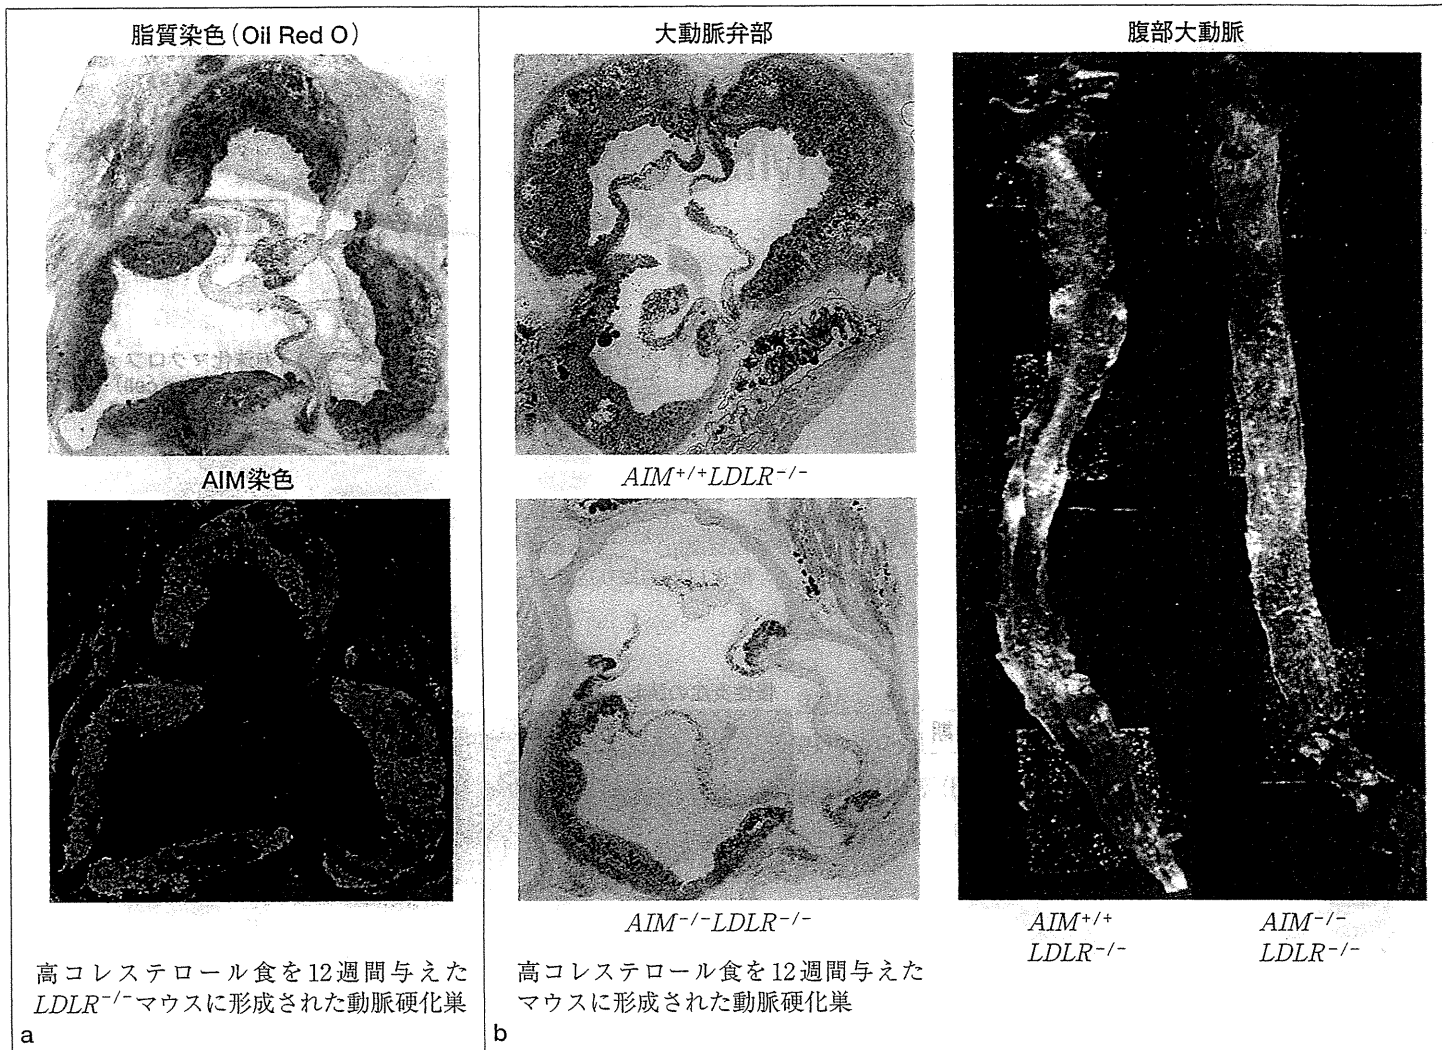 脂質染色(Oil Red O)
AIM染色
高コレステロール食を12週間与えた
LDLR−/−マウスに形成された動脈硬化巣
a
大動脈弁部
AIM+/+LDLR−/−
AIM−/−LDLR−/−
高コレステロール食を12週間与えた
マウスに形成された動脈硬化巣
b
腹部大動脈
AIM+/+
LDLR−/−
AIM−/−
LDLR−/−